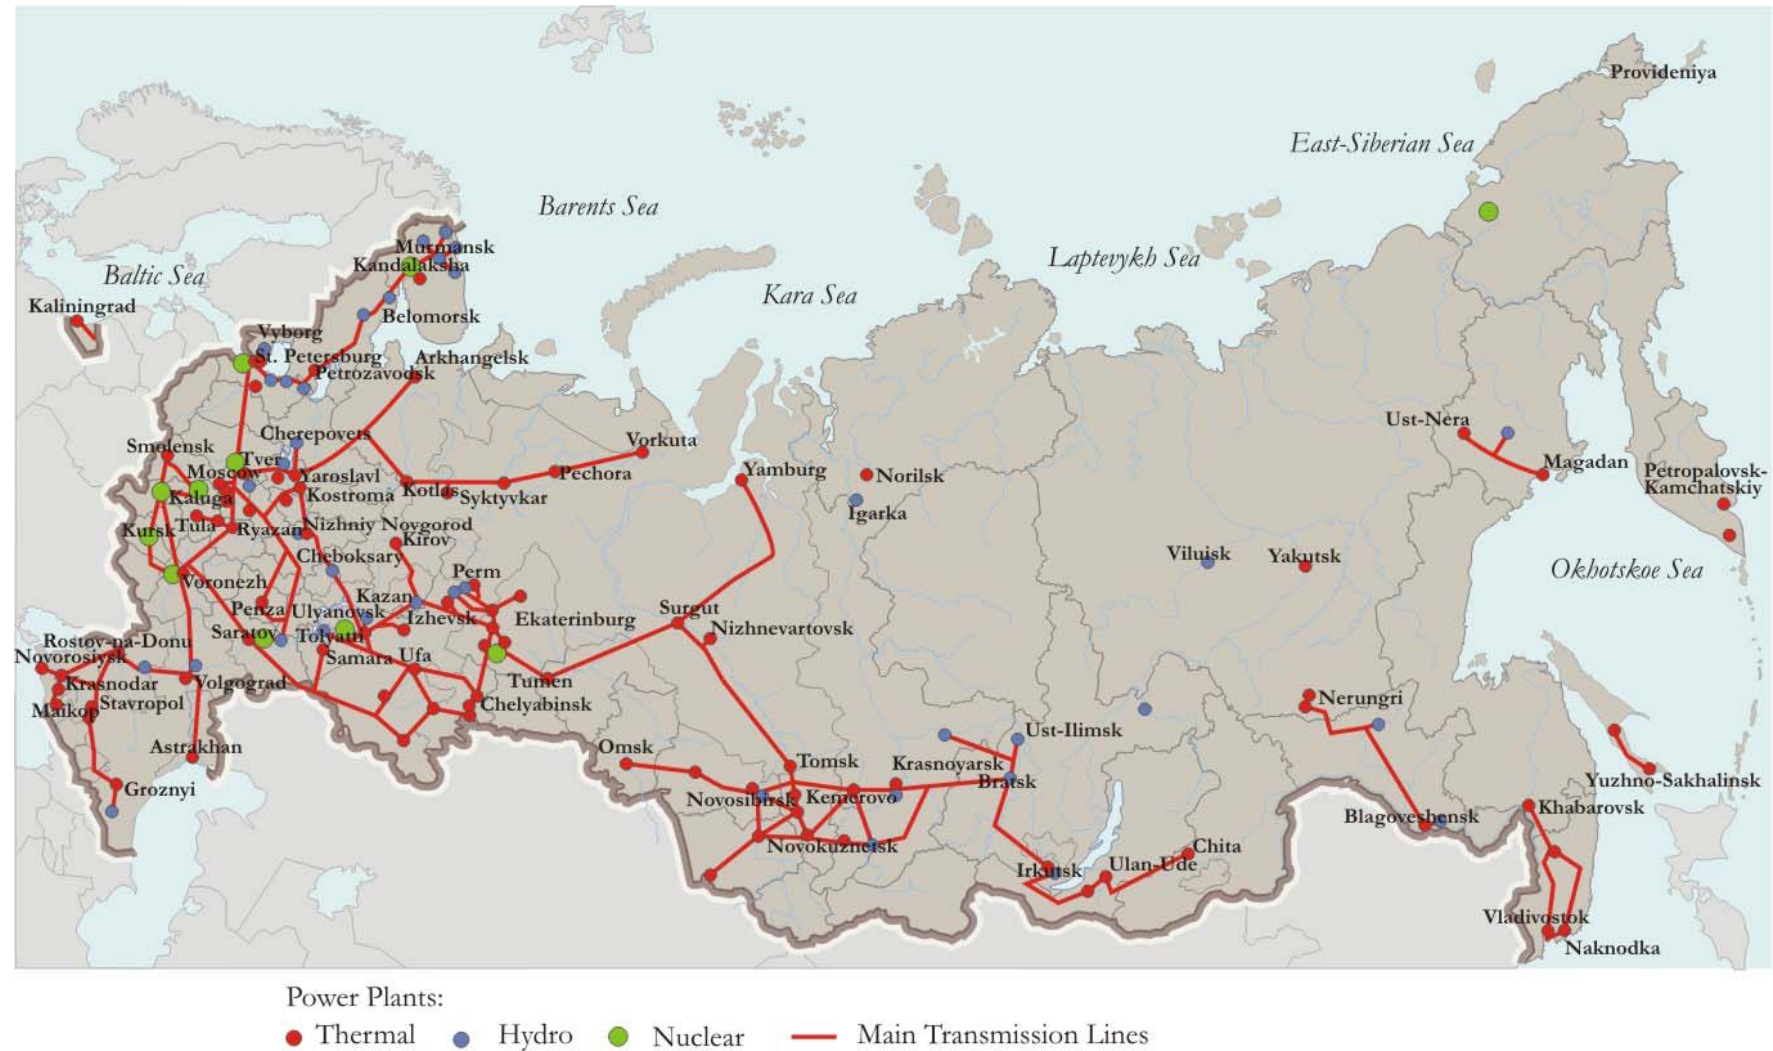 Provideniya
East-Siberian Sea
Barents Sea
Murmansk
Laptevykh Sea
Kandalaksha
Baltic Sea
Kara Sea
Kaliningrad
Belomorsk
Vyborg
St. Petersburg
Arkhangelsk
Petrozavodsk
Ust-Nera
Cherepovets
Vorkuta
Smolensk
Tver
Moscow
Yaroslavl
Pechora
Yamburg
Norilsk
Magadan
Petropalovsk-
Kamchatskiy
Kaluga
Kostroma
Kotlas
Syktyvkar
Igarka
Kursk
Tula
Ryazan
Nizhniy Novgorod
Kirov
Cheboksary
Viluisk
Yakutsk
Okhotskoe Sea
Voronezh
Perm
Kazan
Penza
Ulyanovsk
Izhevsk
Ekaterinburg
Surgut
Nizhnevartovsk
Saratov
Tolyatti
Rostov-na-Donu
Novorosiysk
Samara
Ufa
Krasnodar
Volgograd
Tumen
Nerungri
Maikop
Stavropol
Chelyabinsk
Ust-Ilimsk
Astrakhan
Omsk
Tomsk
Krasnoyarsk
Bratsk
Yuzhno-Sakhalinsk
Groznyi
Novosibirsk
Kemerovo
Khabarovsk
Blagoveshensk
Novokuznetsk
Chita
Irkutsk
Ulan-Ude
Vladivostok
Naknodka
Power Plants:
Thermal
Hydro
Nuclear
Main Transmission Lines